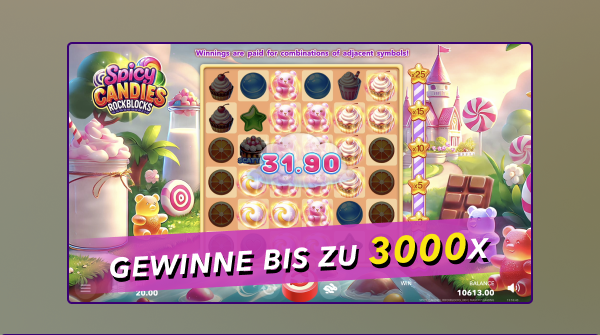 Winnings are paid for combinations of adjacent symbols!
Spicy
CANDIES
ROCKBLOCKS
x25
x15
x10
x5
31.90
GEWINNE BIS ZU 3000X
20.00
WIN
BALANCE
10613.00